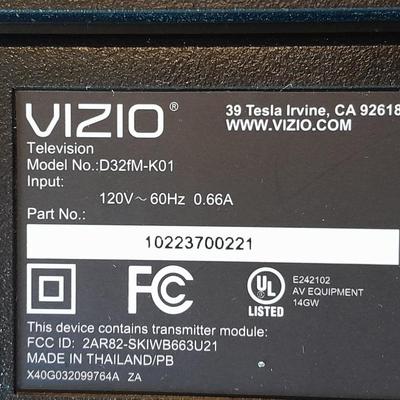 VIZIO®
39 Tesla Irvine, CA 92618
WWW.VIZIO.COM
Television
Model No.:D32fM-K01
Input:
120V~60Hz 0.66A
Part No.:
10223700221
FC
UL
LISTED
E242102
AV EQUIPMENT
14GW
This device contains transmitter module:
FCC ID: 2AR82-SKIWB663U21
MADE IN THAILAND/PB
X40G032099764A ZA